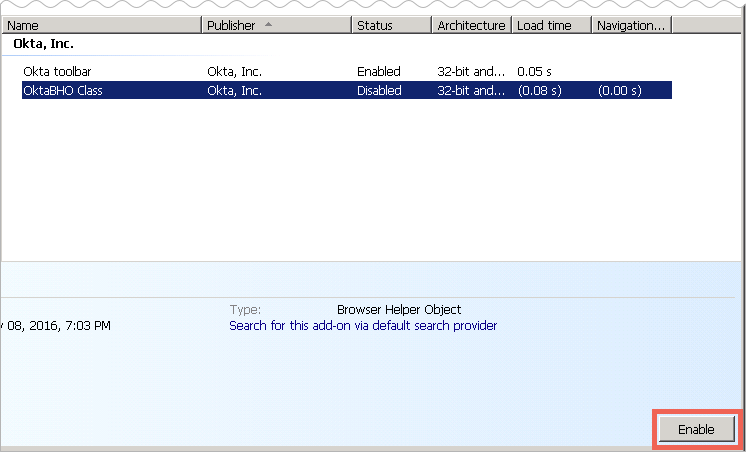 Name Publisher Status Architecture Load time Navigation...
Okta, Inc.
Okta toolbar Okta, Inc. Enabled 32-bit and... 0.05 s
OktaBHO Class Okta, Inc. Disabled 32-bit and... (0.08 s) (0.00 s)
Type: Browser Helper Object
08, 2016, 7:03 PM Search for this add-on via default search provider
Enable